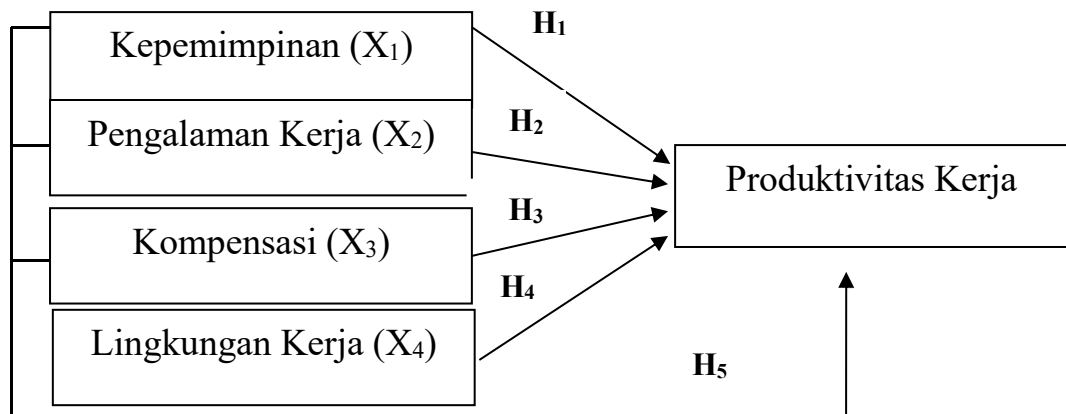 Kepemimpinan (X₁)
H₁
Pengalaman Kerja (X₂)
H₂
Produktivitas Kerja
Kompensasi (X₃)
H₃
Lingkungan Kerja (X₄)
H₄
H₅